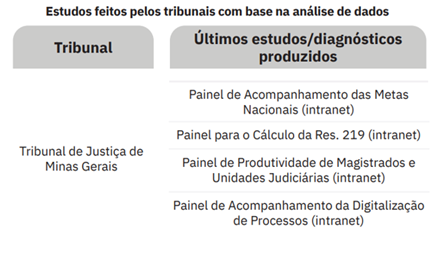 Estudos feitos pelos tribunais com base na análise de dados
Tribunal
Últimos estudos/diagnósticos
produzidos
Tribunal de Justiça de
Minas Gerais
Painel de Acompanhamento das Metas
Nacionais (intranet)
Painel para o Cálculo da Res. 219 (intranet)
Painel de Produtividade de Magistrados e
Unidades Judiciárias (intranet)
Painel de Acompanhamento da Digitalização
de Processos (intranet)